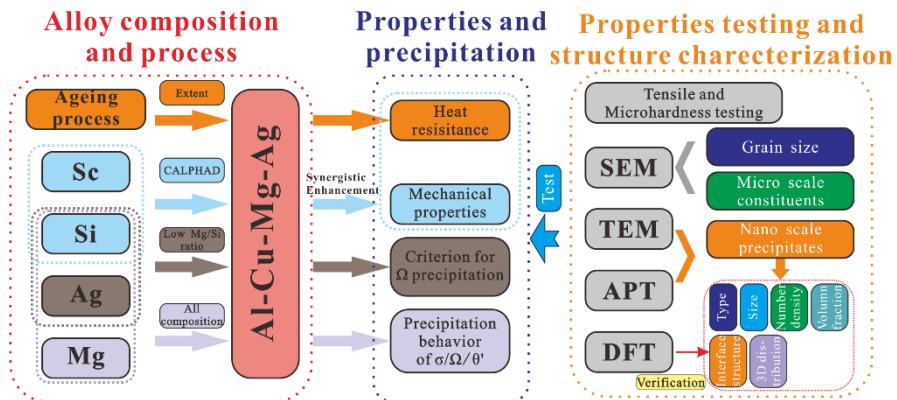 Alloy composition
and process
Ageing
process
Extent
Sc
CALPHAD
Si
Low Mg/Si
ratio
Ag
All
composition
Mg
Al-Cu-Mg-Ag
Synergistic
Enhancement
Properties and
precipitation
Heat
resisitance
Mechanical
properties
Criterion for
Ω precipitation
Precipitation
behavior
of σ/Ω/θ'
Test
Properties testing and
structure charecterization
Tensile and
Microhardness testing
SEM
Grain size
Micro scale
constituents
TEM
Nano scale
precipitates
APT
Type
Size
Number
density
Volumn
fraction
DFT
Verification
Interface
structure
3D dis-
tribution